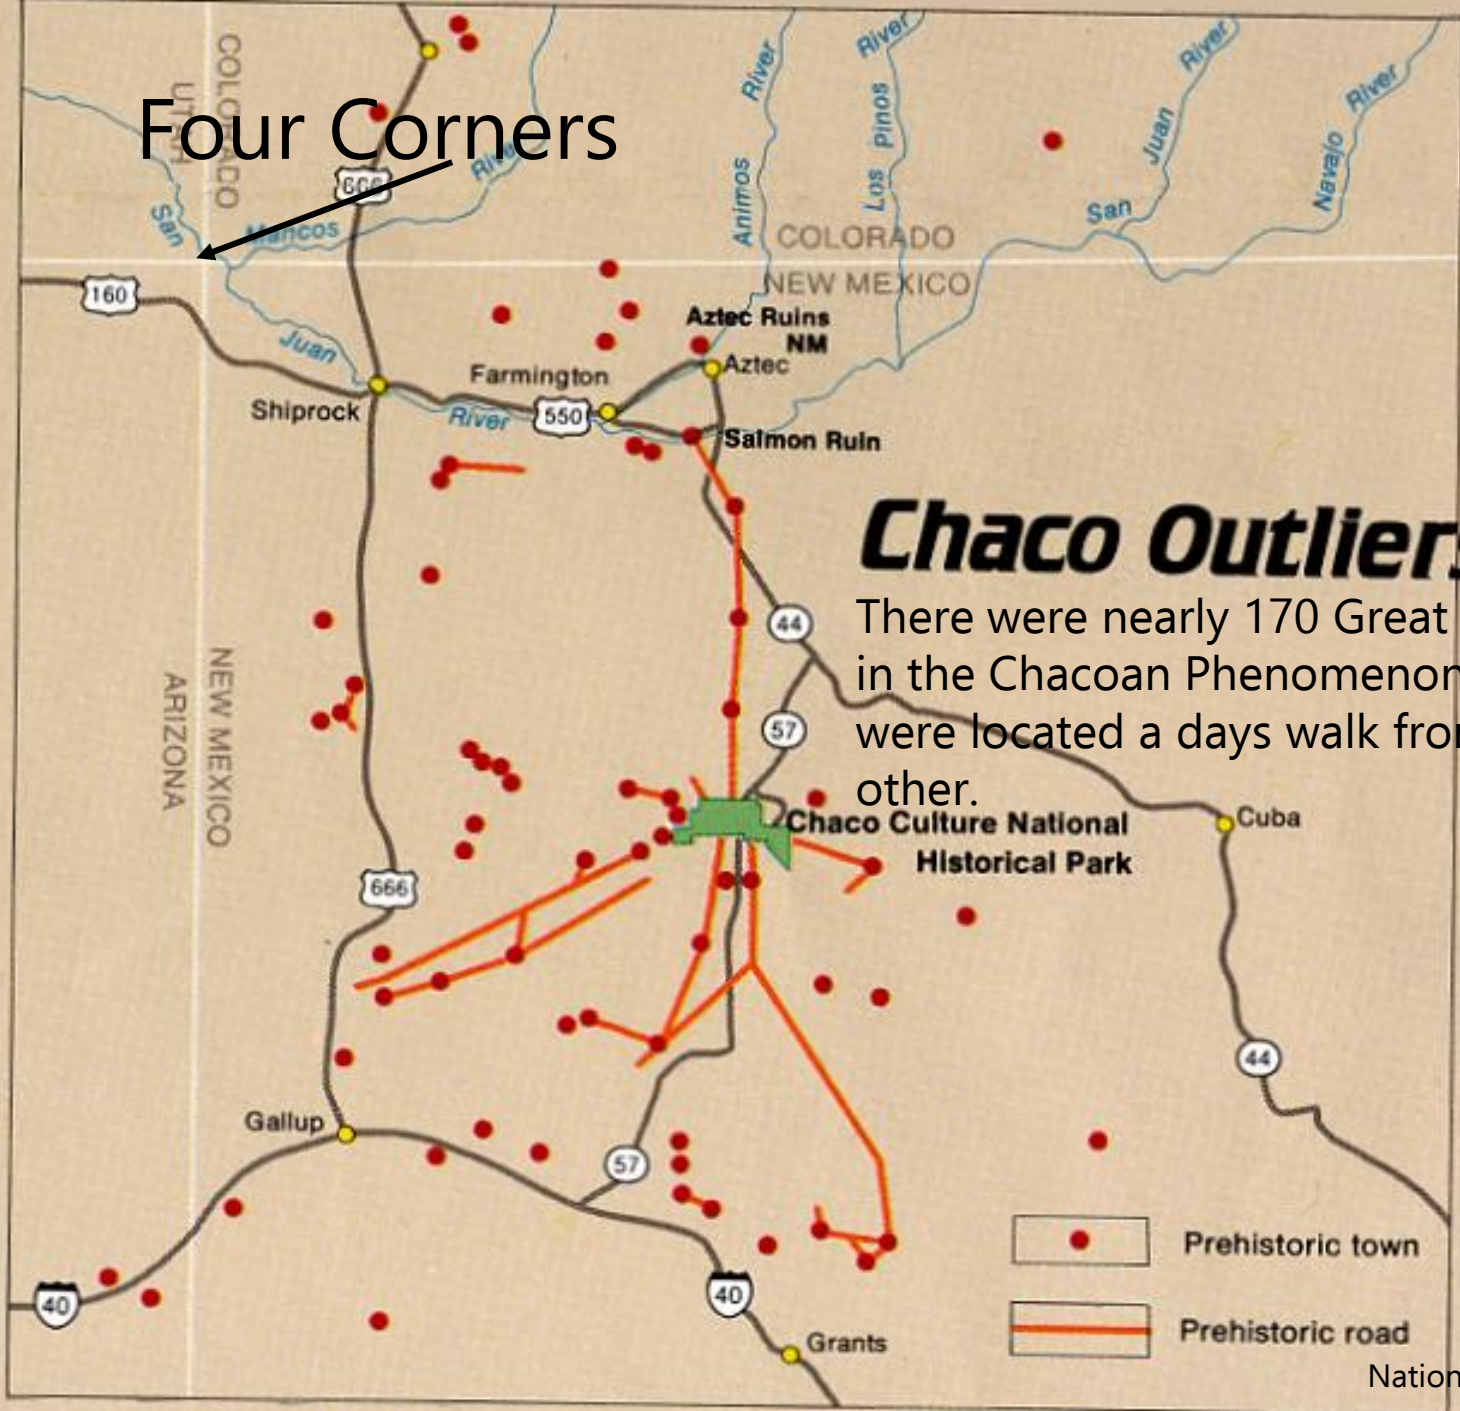 Four Corners
COLORADO
UTAH
666
River
Mancos
San
Animos River
Los Pinos River
San Juan River
Navajo River
COLORADO
NEW MEXICO
160
Juan
Aztec Ruins
NM
Aztec
Farmington
550
Shiprock
River
Salmon Ruin
Chaco Outliers
There were nearly 170 Great
in the Chacoan Phenomenon
were located a days walk from
other.
44
57
NEW MEXICO
ARIZONA
Chaco Culture National
Historical Park
Cuba
666
44
Gallup
57
40
40
Grants
Prehistoric town
Prehistoric road
Nation